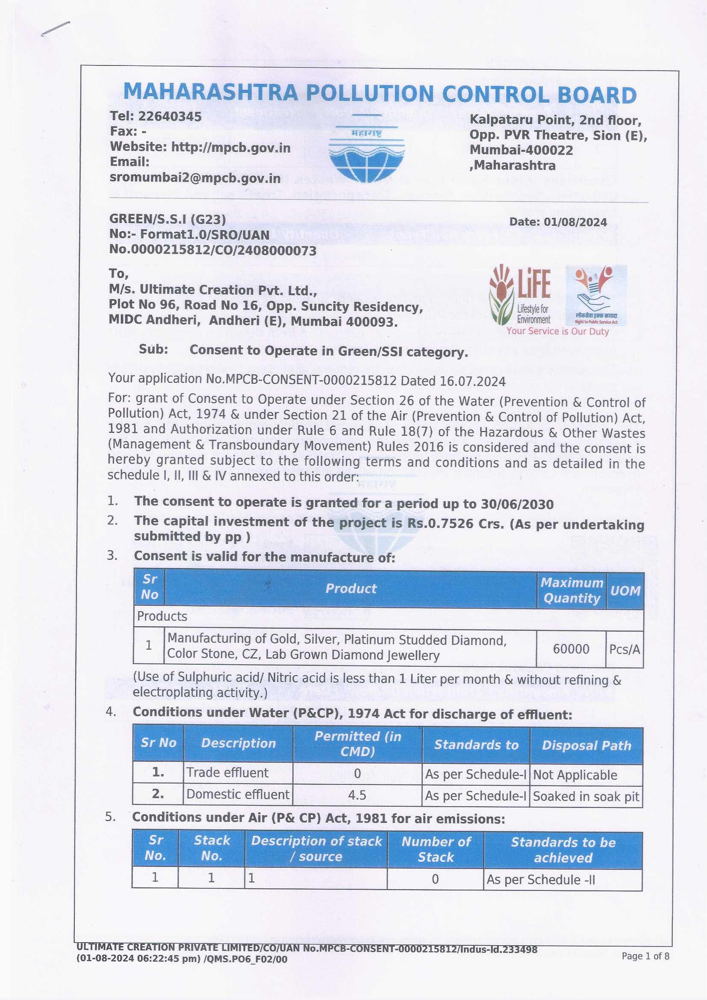 MAHARASHTRA POLLUTION CONTROL BOARD
Tel: 22640345
Fax: -
Website: http://mpcb.gov.in
Email:
sromumbai2@mpcb.gov.in
महाराष्ट्र
Kalpataru Point, 2nd floor,
Opp. PVR Theatre, Sion (E),
Mumbai-400022
,Maharashtra
GREEN/S.S.I (G23)
No:- Format1.0/SRO/UAN
No.0000215812/CO/2408000073
Date: 01/08/2024
To,
M/s. Ultimate Creation Pvt. Ltd.,
Plot No 96, Road No 16, Opp. Suncity Residency,
MIDC Andheri, Andheri (E), Mumbai 400093.
LiFE
Lifestyle for
Environment
लोकसेवा हक्क कायदा
Right to Public Service Act
Your Service is Our Duty
Sub: Consent to Operate in Green/SSI category.
Your application No.MPCB-CONSENT-0000215812 Dated 16.07.2024
For: grant of Consent to Operate under Section 26 of the Water (Prevention & Control of
Pollution) Act, 1974 & under Section 21 of the Air (Prevention & Control of Pollution) Act,
1981 and Authorization under Rule 6 and Rule 18(7) of the Hazardous & Other Wastes
(Management & Transboundary Movement) Rules 2016 is considered and the consent is
hereby granted subject to the following terms and conditions and as detailed in the
schedule I, II, III & IV annexed to this order:
1. The consent to operate is granted for a period up to 30/06/2030
2. The capital investment of the project is Rs.0.7526 Crs. (As per undertaking
submitted by pp )
3. Consent is valid for the manufacture of:
Sr No Product Maximum Quantity UOM
Products
1 Manufacturing of Gold, Silver, Platinum Studded Diamond,
Color Stone, CZ, Lab Grown Diamond Jewellery 60000 Pcs/A
(Use of Sulphuric acid/ Nitric acid is less than 1 Liter per month & without refining &
electroplating activity.)
4. Conditions under Water (P&CP), 1974 Act for discharge of effluent:
Sr No Description Permitted (in CMD) Standards to Disposal Path
1. Trade effluent 0 As per Schedule-I Not Applicable
2. Domestic effluent 4.5 As per Schedule-I Soaked in soak pit
5. Conditions under Air (P& CP) Act, 1981 for air emissions:
Sr No. Stack No. Description of stack / source Number of Stack Standards to be achieved
1 1 1 0 As per Schedule -II
ULTIMATE CREATION PRIVATE LIMITED/CO/UAN No.MPCB-CONSENT-0000215812/Indus-Id.233498
(01-08-2024 06:22:45 pm) /QMS.PO6_F02/00
Page 1 of 8